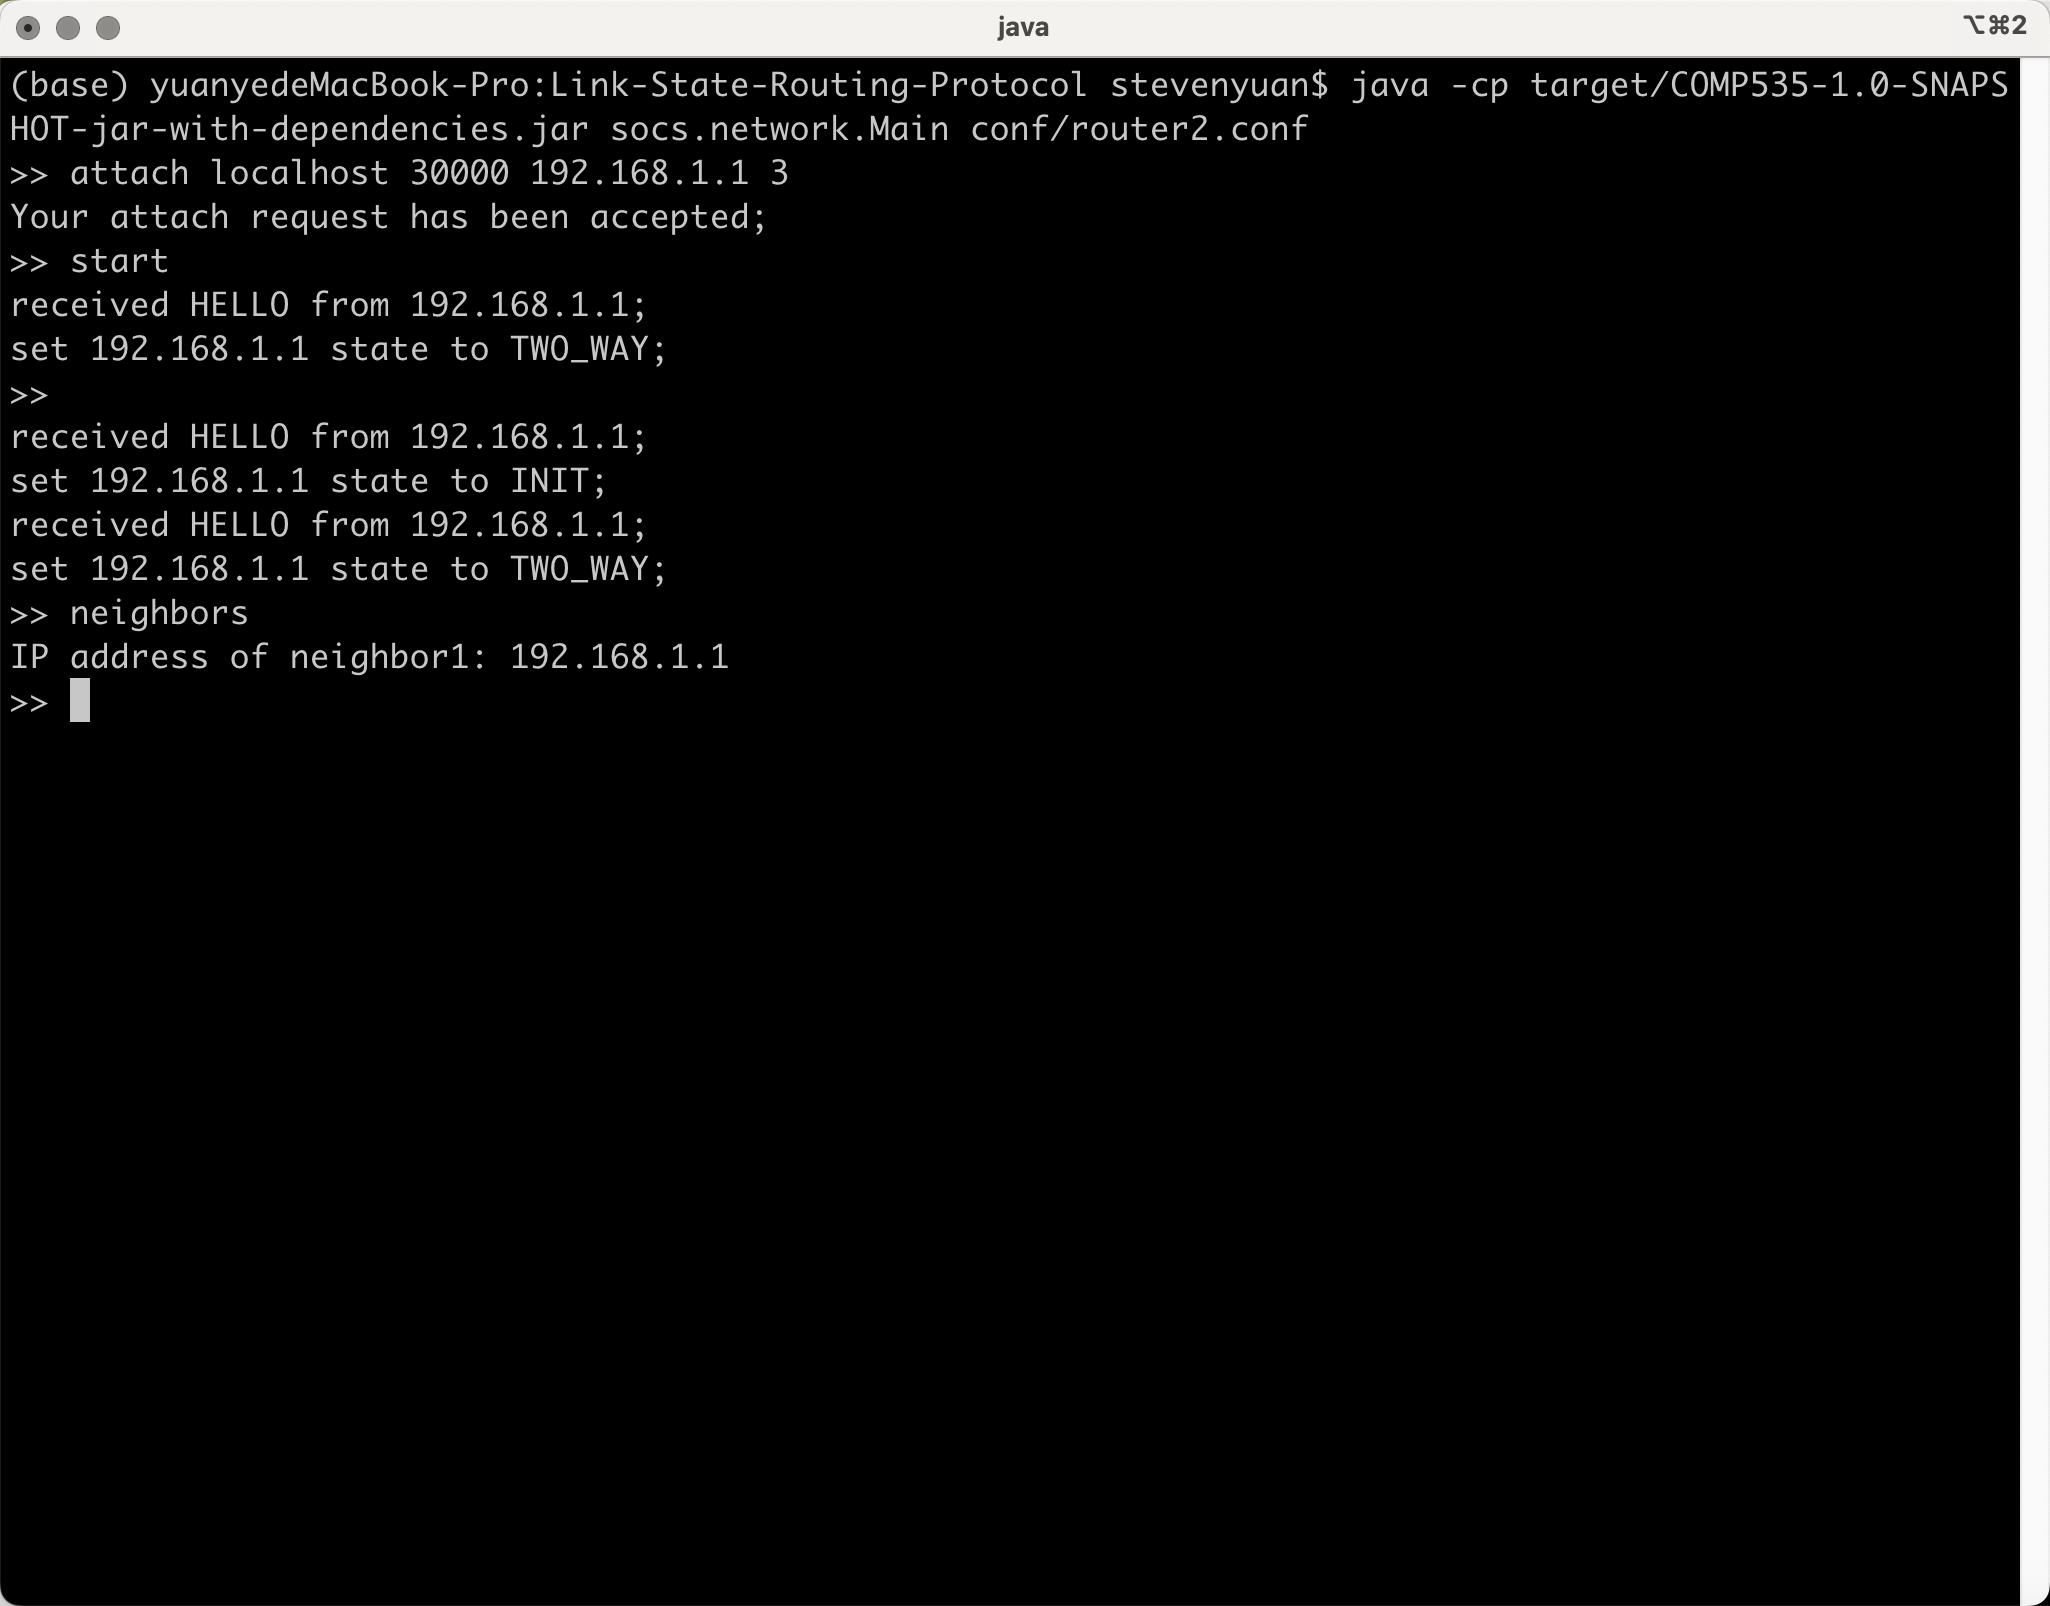 java
⌥⌘2
(base) yuanyedeMacBook-Pro:Link-State-Routing-Protocol stevenyuan$ java -cp target/COMP535-1.0-SNAPS
HOT-jar-with-dependencies.jar socs.network.Main conf/router2.conf
>> attach localhost 30000 192.168.1.1 3
Your attach request has been accepted;
>> start
received HELLO from 192.168.1.1;
set 192.168.1.1 state to TWO_WAY;
>>
received HELLO from 192.168.1.1;
set 192.168.1.1 state to INIT;
received HELLO from 192.168.1.1;
set 192.168.1.1 state to TWO_WAY;
>> neighbors
IP address of neighbor1: 192.168.1.1
>>